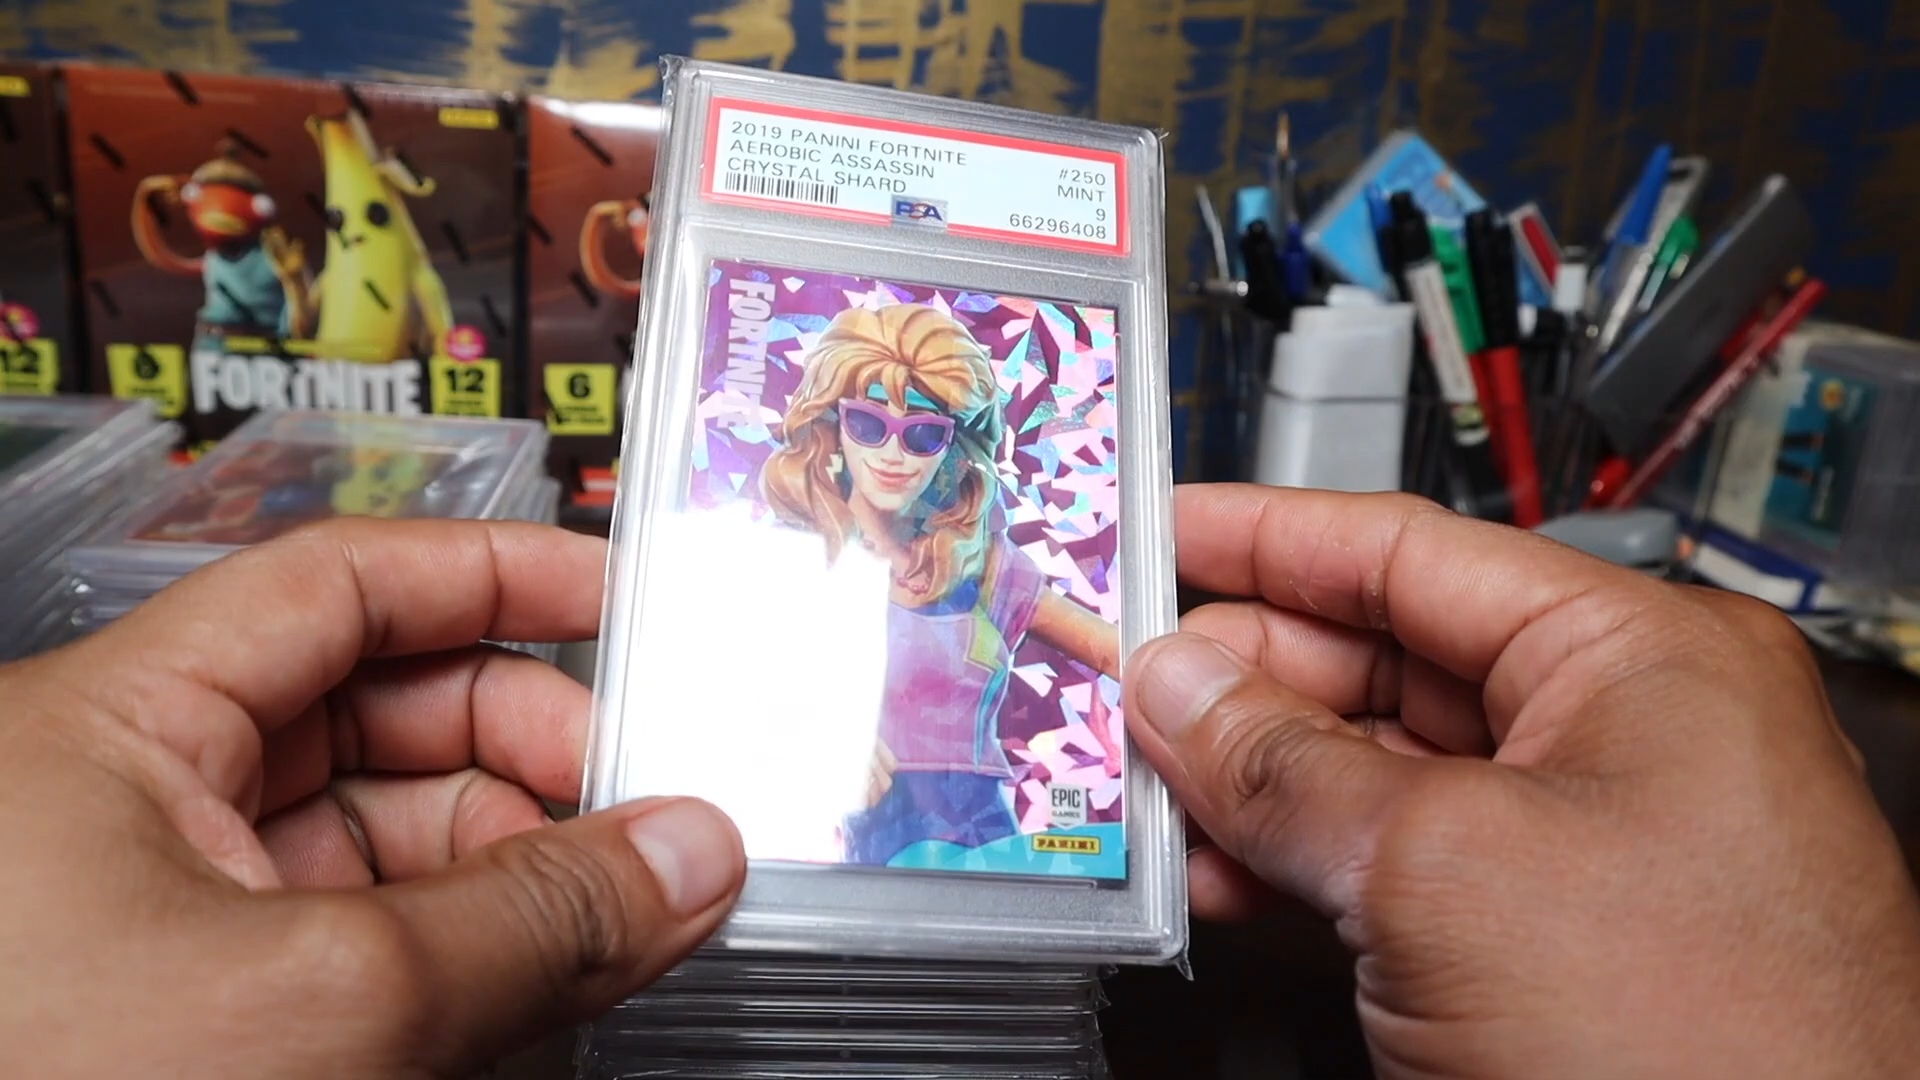 2019 PANINI FORTNITE
AEROBIC ASSASSIN
CRYSTAL SHARD
#250
MINT
9
66296408
PSA
FORTNITE
EPIC
GAMES
PANINI
12
6
FORTNITE
12
6